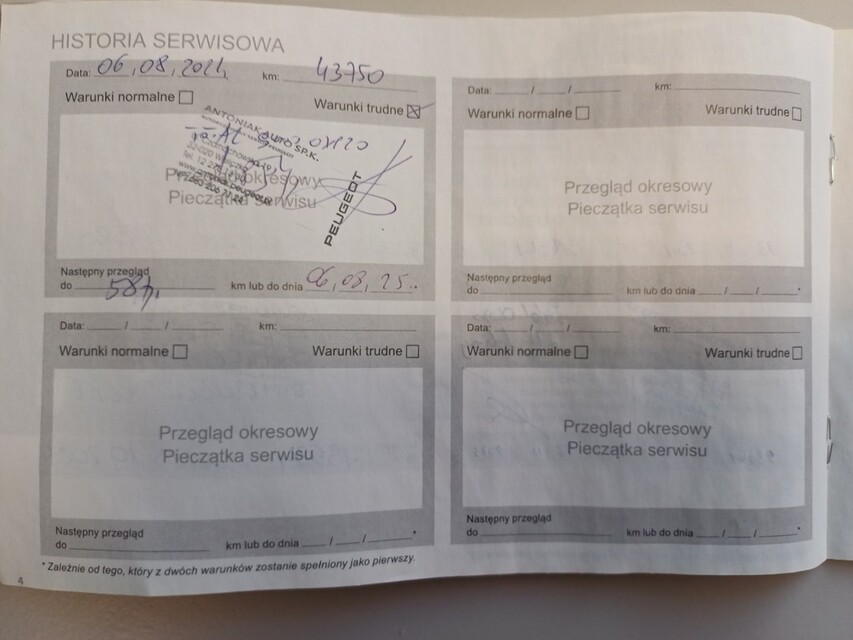 HISTORIA SERWISOWA
Data: 06,08,2024 km: 43750
Warunki normalne Warunki trudne
ANTONIAK AUTO SP.K.
Przegląd okresowy
Pieczątka serwisu
PEUGEOT
Następny przegląd
do km lub do dnia 06,08,25
Data: / / km:
Warunki normalne Warunki trudne
Przegląd okresowy
Pieczątka serwisu
Następny przegląd
do km lub do dnia / / *
Data: / / km:
Warunki normalne Warunki trudne
Przegląd okresowy
Pieczątka serwisu
Następny przegląd
do km lub do dnia / / *
Data: / / km:
Warunki normalne Warunki trudne
Przegląd okresowy
Pieczątka serwisu
Następny przegląd
do km lub do dnia / / *
* Zależnie od tego, który z dwóch warunków zostanie spełniony jako pierwszy.
4